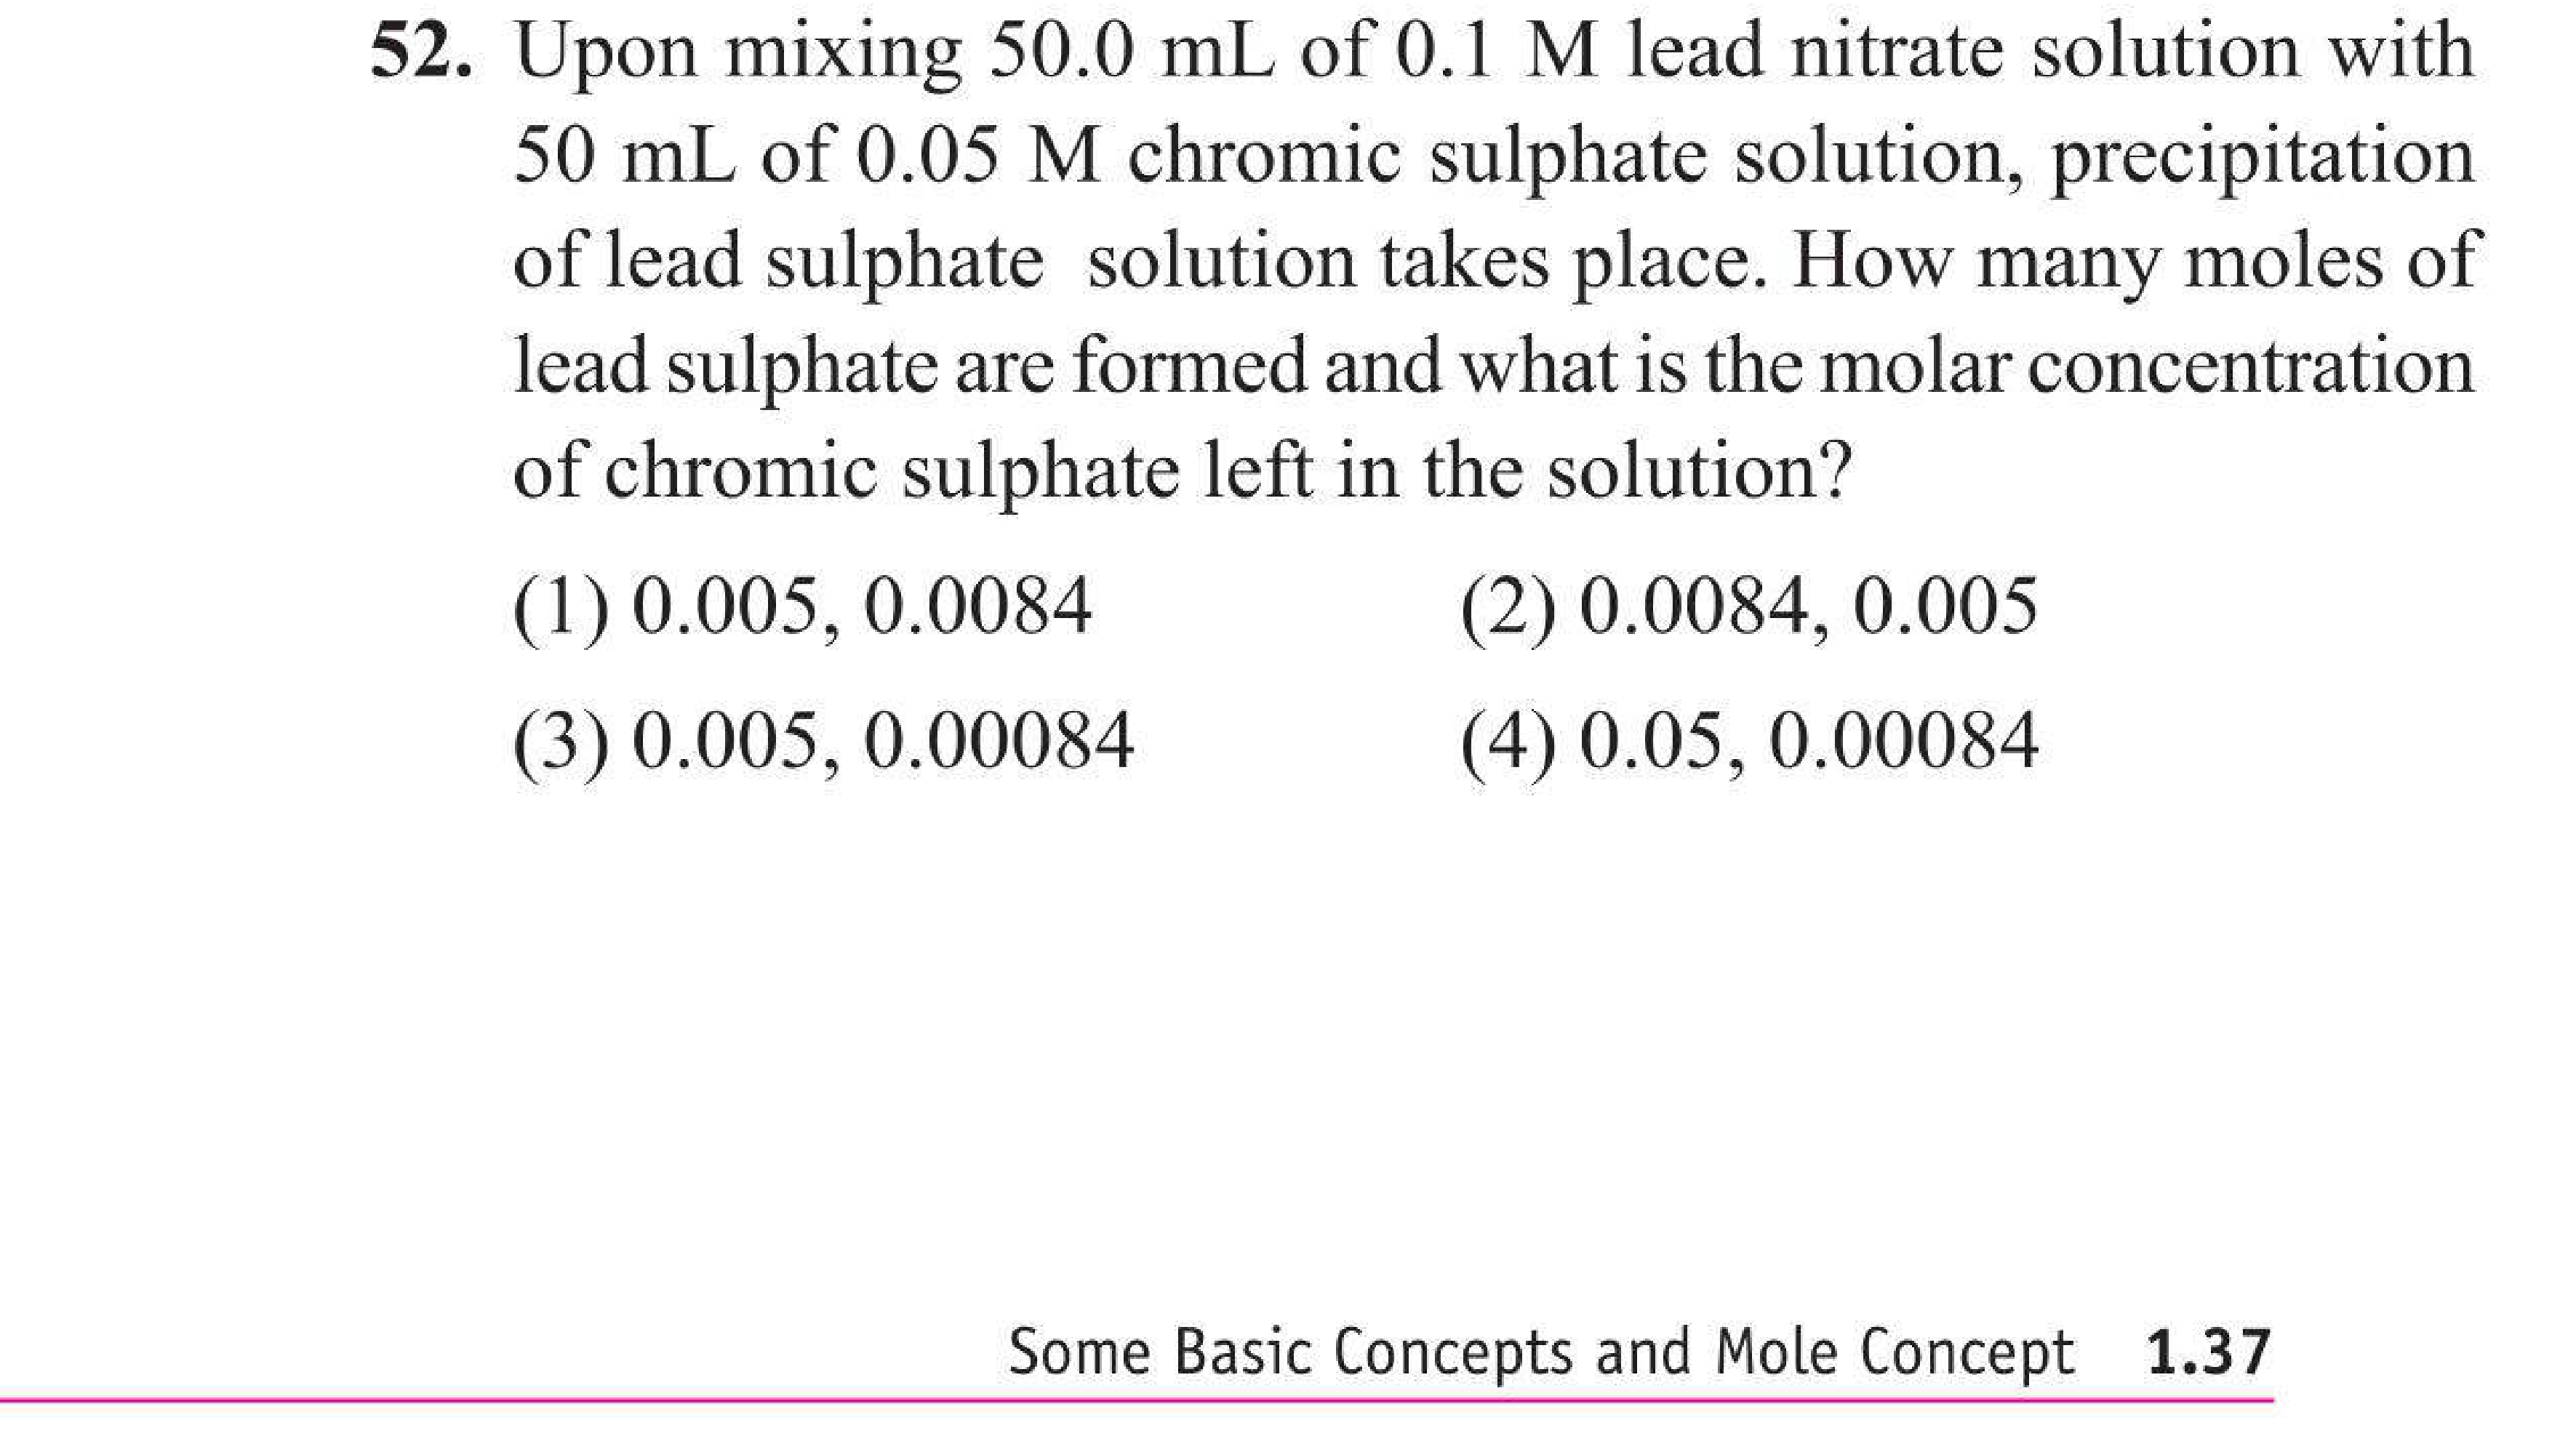 52. Upon mixing 50.0 mL of 0.1 M lead nitrate solution with
50 mL of 0.05 M chromic sulphate solution, precipitation
of lead sulphate solution takes place. How many moles of
lead sulphate are formed and what is the molar concentration
of chromic sulphate left in the solution?
(1) 0.005, 0.0084 (2) 0.0084, 0.005
(3) 0.005, 0.00084 (4) 0.05, 0.00084
Some Basic Concepts and Mole Concept 1.37